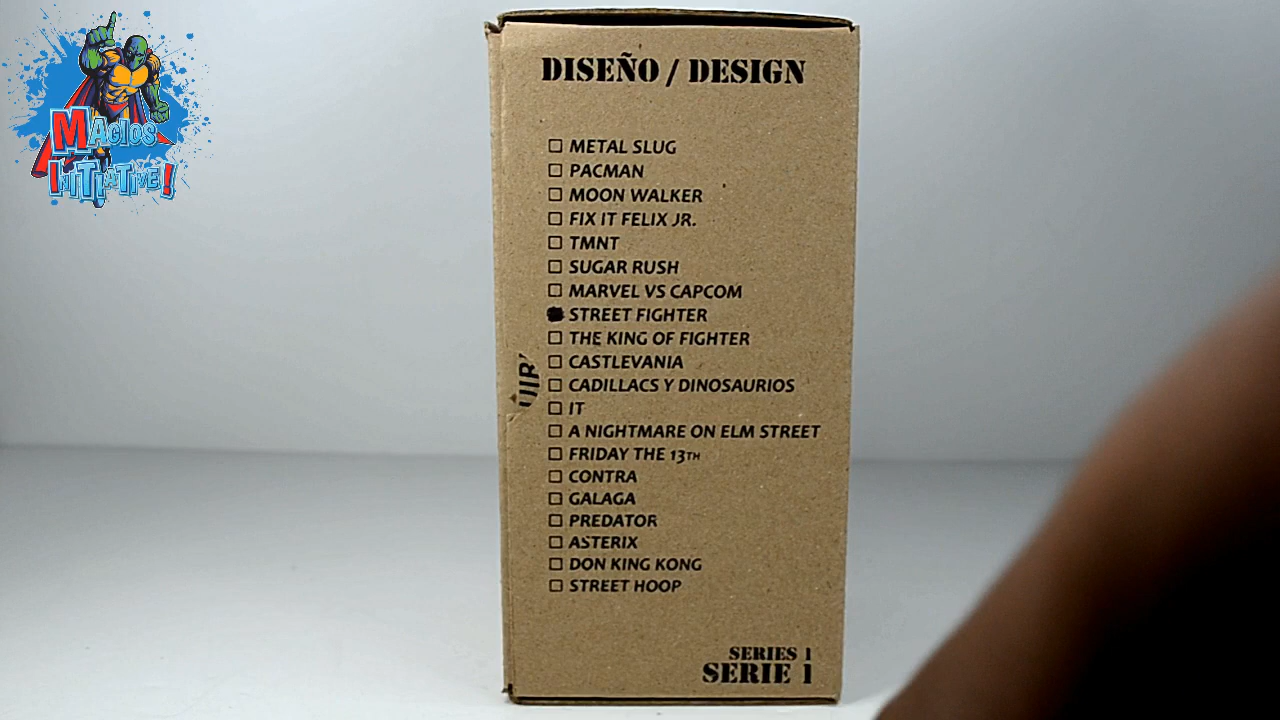 MAGIOS
INITIATIVE!
DISEÑO / DESIGN
METAL SLUG
PACMAN
MOON WALKER
FIX IT FELIX JR.
TMNT
SUGAR RUSH
MARVEL VS CAPCOM
STREET FIGHTER
THE KING OF FIGHTER
CASTLEVANIA
CADILLACS Y DINOSAURIOS
IT
A NIGHTMARE ON ELM STREET
FRIDAY THE 13TH
CONTRA
GALAGA
PREDATOR
ASTERIX
DON KING KONG
STREET HOOP
SERIES 1
SERIE 1